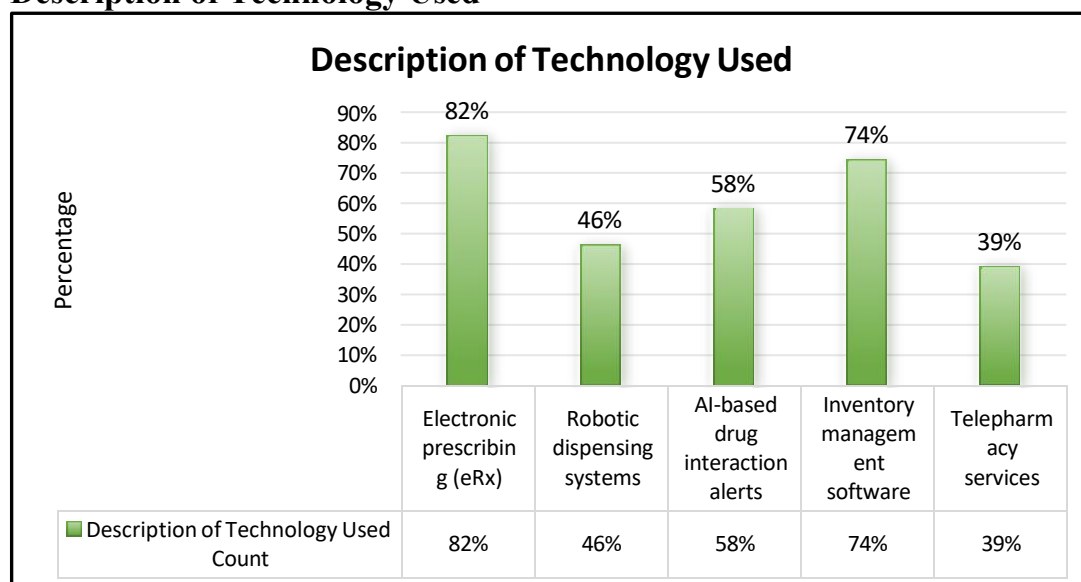 Description of Technology Used
Description of Technology Used
Percentage
90%
80%
70%
60%
50%
40%
30%
20%
10%
0%
82%
46%
58%
74%
39%
Electronic
prescribin
g (eRx)
Robotic
dispensing
systems
AI-based
drug
interaction
alerts
Inventory
managem
ent
software
Telepharm
acy
services
Description of Technology Used
Count
82%
46%
58%
74%
39%